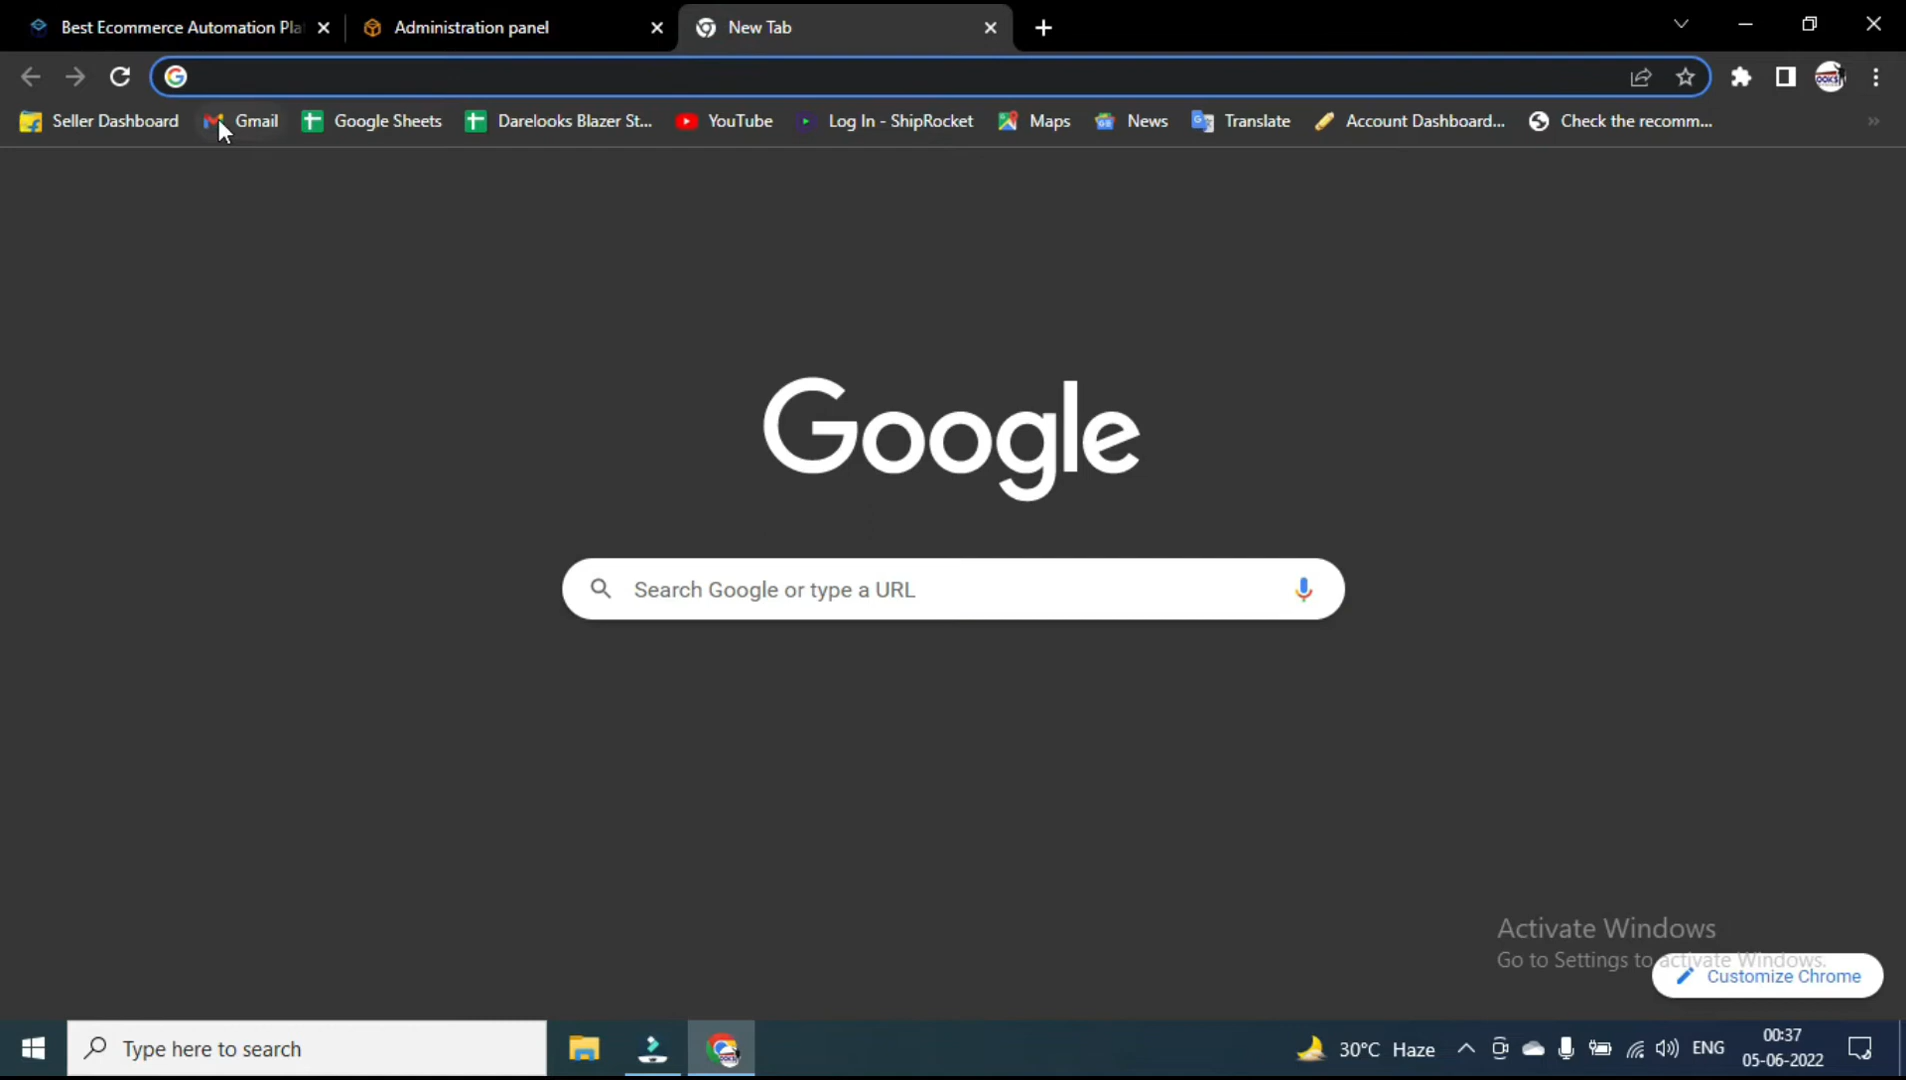 Best Ecommerce Automation Pla
Administration panel
New Tab
Seller Dashboard
Gmail
Google Sheets
Darelooks Blazer St...
YouTube
Log In - ShipRocket
Maps
News
Translate
Account Dashboard...
Check the recomm...
Google
Search Google or type a URL
Activate Windows
Go to Settings to activate Windows.
Customize Chrome
Type here to search
30°C Haze
ENG
00:37
05-06-2022